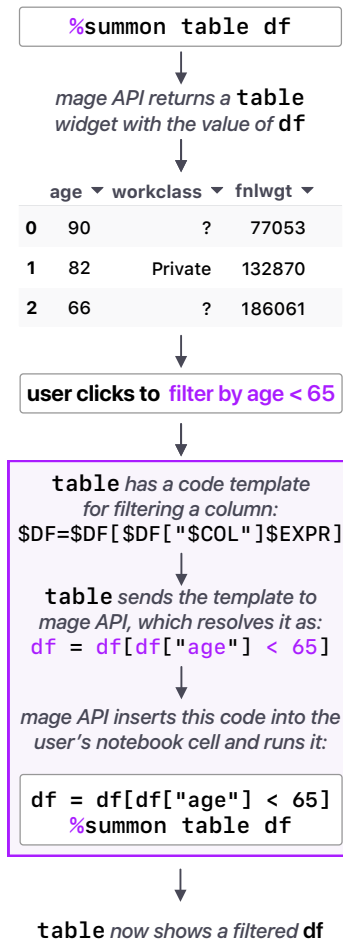 %summon table df
mage API returns a table
widget with the value of df
age workclass fnlwgt
0 90 ? 77053
1 82 Private 132870
2 66 ? 186061
user clicks to filter by age < 65
table has a code template
for filtering a column:
$DF=$DF[$DF["$COL"]$EXPR]
table sends the template to
mage API, which resolves it as:
df = df[df["age"] < 65]
mage API inserts this code into the
user's notebook cell and runs it:
df = df[df["age"] < 65]
%summon table df
table now shows a filtered df